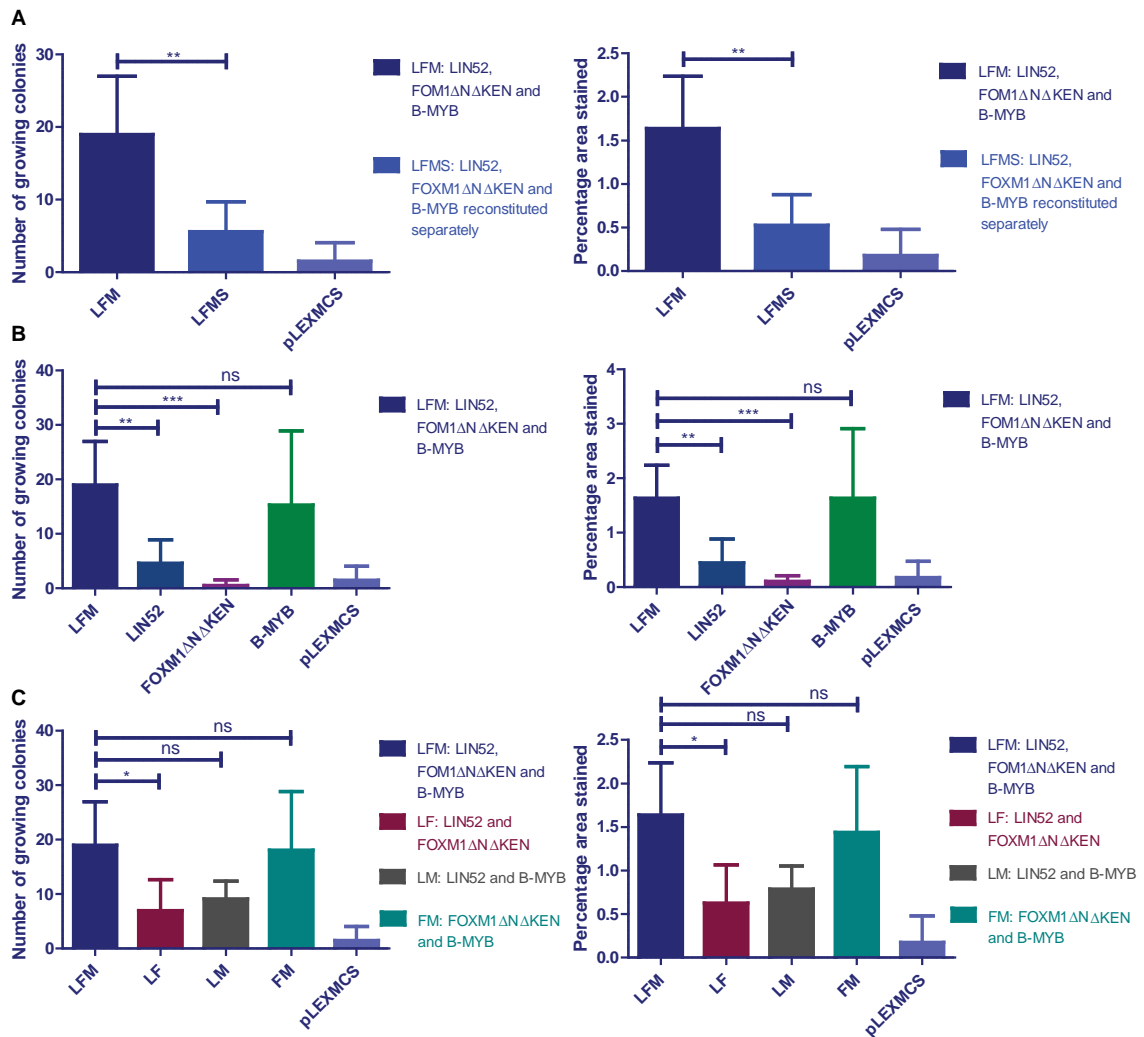 A
Number of growing colonies
30
20
10
0
**
LFM
LFMS
pLEXMCS
LFM: LIN52,
FOM1ΔNΔKEN and
B-MYB
LFMS: LIN52,
FOXM1ΔNΔKEN and
B-MYB reconstituted
separately
Percentage area stained
2.5
2.0
1.5
1.0
0.5
0.0
**
LFM
LFMS
pLEXMCS
LFM: LIN52,
FOM1ΔNΔKEN and
B-MYB
LFMS: LIN52,
FOXM1ΔNΔKEN and
B-MYB reconstituted
separately
B
Number of growing colonies
40
30
20
10
0
ns
***
**
LFM
LIN52
FOXM1ΔNΔKEN
B-MYB
pLEXMCS
LFM: LIN52,
FOM1ΔNΔKEN and
B-MYB
Percentage area stained
4
3
2
1
0
ns
***
**
LFM
LIN52
FOXM1ΔNΔKEN
B-MYB
pLEXMCS
LFM: LIN52,
FOM1ΔNΔKEN and
B-MYB
C
Number of growing colonies
40
30
20
10
0
ns
ns
*
LFM
LF
LM
FM
pLEXMCS
LFM: LIN52,
FOM1ΔNΔKEN and
B-MYB
LF: LIN52 and
FOXM1ΔNΔKEN
LM: LIN52 and B-MYB
FM: FOXM1ΔNΔKEN
and B-MYB
Percentage area stained
2.5
2.0
1.5
1.0
0.5
0.0
ns
ns
*
LFM
LF
LM
FM
pLEXMCS
LFM: LIN52,
FOM1ΔNΔKEN and
B-MYB
LF: LIN52 and
FOXM1ΔNΔKEN
LM: LIN52 and B-MYB
FM: FOXM1ΔNΔKEN
and B-MYB